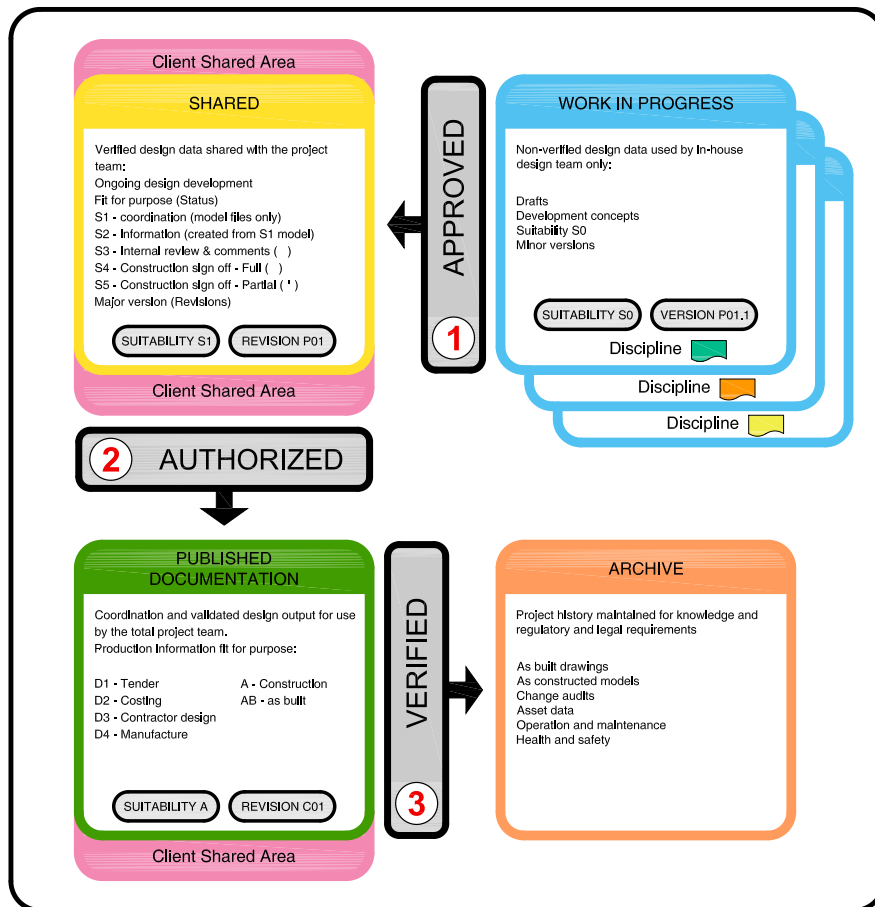 Client Shared Area
SHARED
Verified design data shared with the project
team:
Ongoing design development
Fit for purpose (Status)
S1 - coordination (model files only)
S2 - Information (created from S1 model)
S3 - Internal review & comments ( )
S4 - Construction sign off - Full ( )
S5 - Construction sign off - Partial ( ' )
Major version (Revisions)
SUITABILITY S1
REVISION P01
Client Shared Area
APPROVED
1
WORK IN PROGRESS
Non-verified design data used by In-house
design team only:
Drafts
Development concepts
Suitability S0
Minor versions
SUITABILITY S0
VERSION P01.1
Discipline
Discipline
Discipline
2
AUTHORIZED
PUBLISHED
DOCUMENTATION
Coordination and validated design output for use
by the total project team.
Production Information fit for purpose:
D1 - Tender
D2 - Costing
D3 - Contractor design
D4 - Manufacture
A - Construction
AB - as built
SUITABILITY A
REVISION C01
Client Shared Area
VERIFIED
3
ARCHIVE
Project history maintained for knowledge and
regulatory and legal requirements
As built drawings
As constructed models
Change audits
Asset data
Operation and maintenance
Health and safety